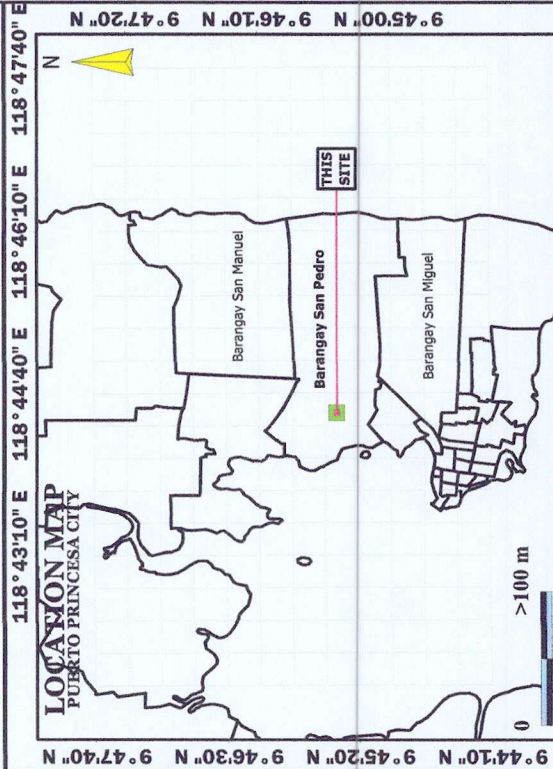 118°43'10" E
118°44'40" E
118°46'10" E
118°47'40" E
LOCATION MAP
PUERTO PRINCESA CITY
N
9°47'40" N
9°46'30" N
9°45'20" N
9°44'10" N
9°47'20" N
9°46'10" N
9°45'00" N
Barangay San Manuel
Barangay San Pedro
THIS
SITE
Barangay San Miguel
0
>100 m